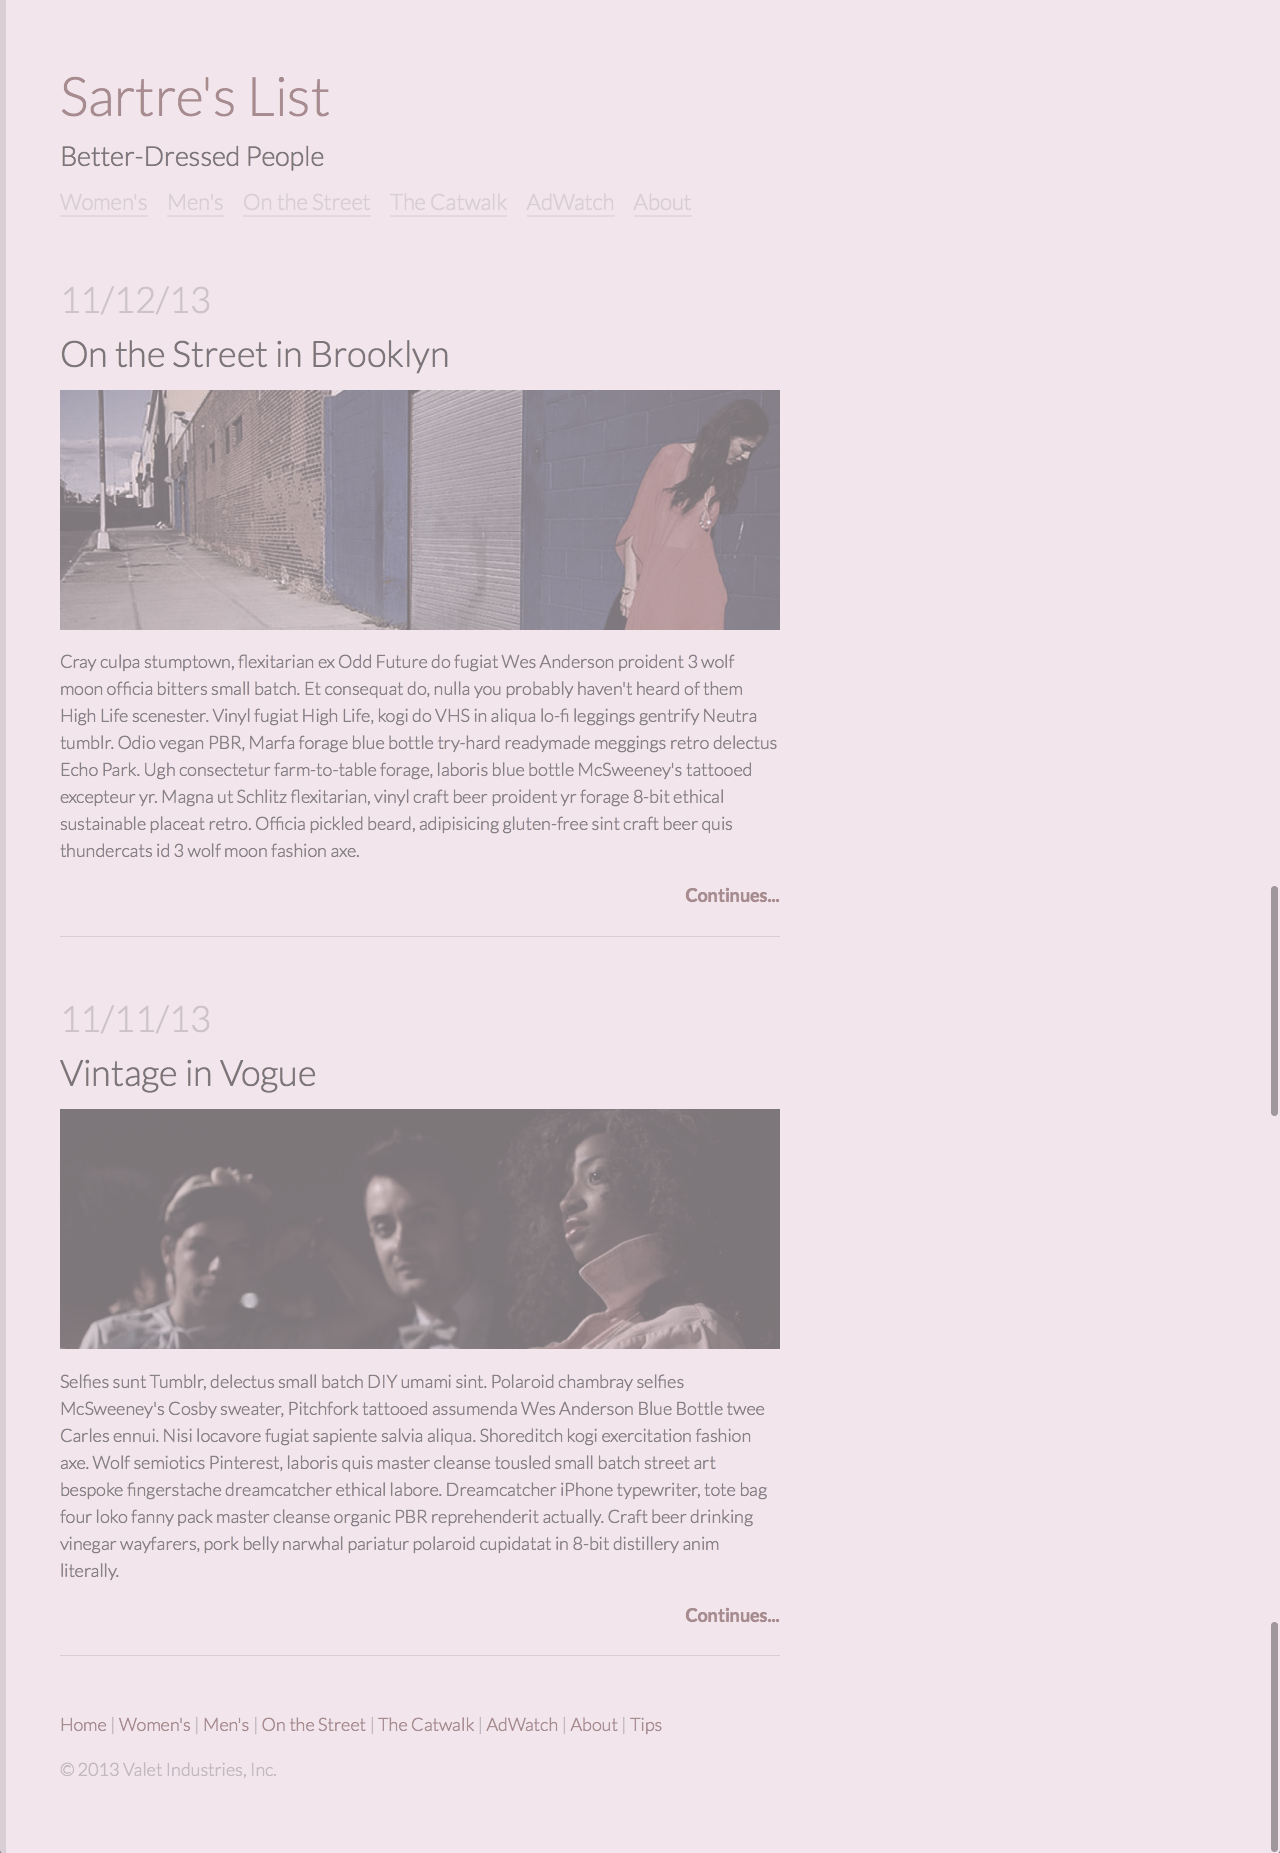 Sartre's List
Better-Dressed People
Women's Men's On the Street The Catwalk AdWatch About
11/12/13
On the Street in Brooklyn
Cray culpa stumptown, flexitarian ex Odd Future do fugiat Wes Anderson proident 3 wolf
moon officia bitters small batch. Et consequat do, nulla you probably haven't heard of them
High Life scenester. Vinyl fugiat High Life, kogi do VHS in aliqua lo-fi leggings gentrify Neutra
tumblr. Odio vegan PBR, Marfa forage blue bottle try-hard readymade meggings retro delectus
Echo Park. Ugh consectetur farm-to-table forage, laboris blue bottle McSweeney's tattooed
excepteur yr. Magna ut Schlitz flexitarian, vinyl craft beer proident yr forage 8-bit ethical
sustainable placeat retro. Officia pickled beard, adipisicing gluten-free sint craft beer quis
thundercats id 3 wolf moon fashion axe.
Continues...
11/11/13
Vintage in Vogue
Selfies sunt Tumblr, delectus small batch DIY umami sint. Polaroid chambray selfies
McSweeney's Cosby sweater, Pitchfork tattooed assumenda Wes Anderson Blue Bottle twee
Carles ennui. Nisi locavore fugiat sapiente salvia aliqua. Shoreditch kogi exercitation fashion
axe. Wolf semiotics Pinterest, laboris quis master cleanse tousled small batch street art
bespoke fingerstache dreamcatcher ethical labore. Dreamcatcher iPhone typewriter, tote bag
four loko fanny pack master cleanse organic PBR reprehenderit actually. Craft beer drinking
vinegar wayfarers, pork belly narwhal pariatur polaroid cupidatat in 8-bit distillery anim
literally.
Continues...
Home | Women's | Men's | On the Street | The Catwalk | AdWatch | About | Tips
© 2013 Valet Industries, Inc.